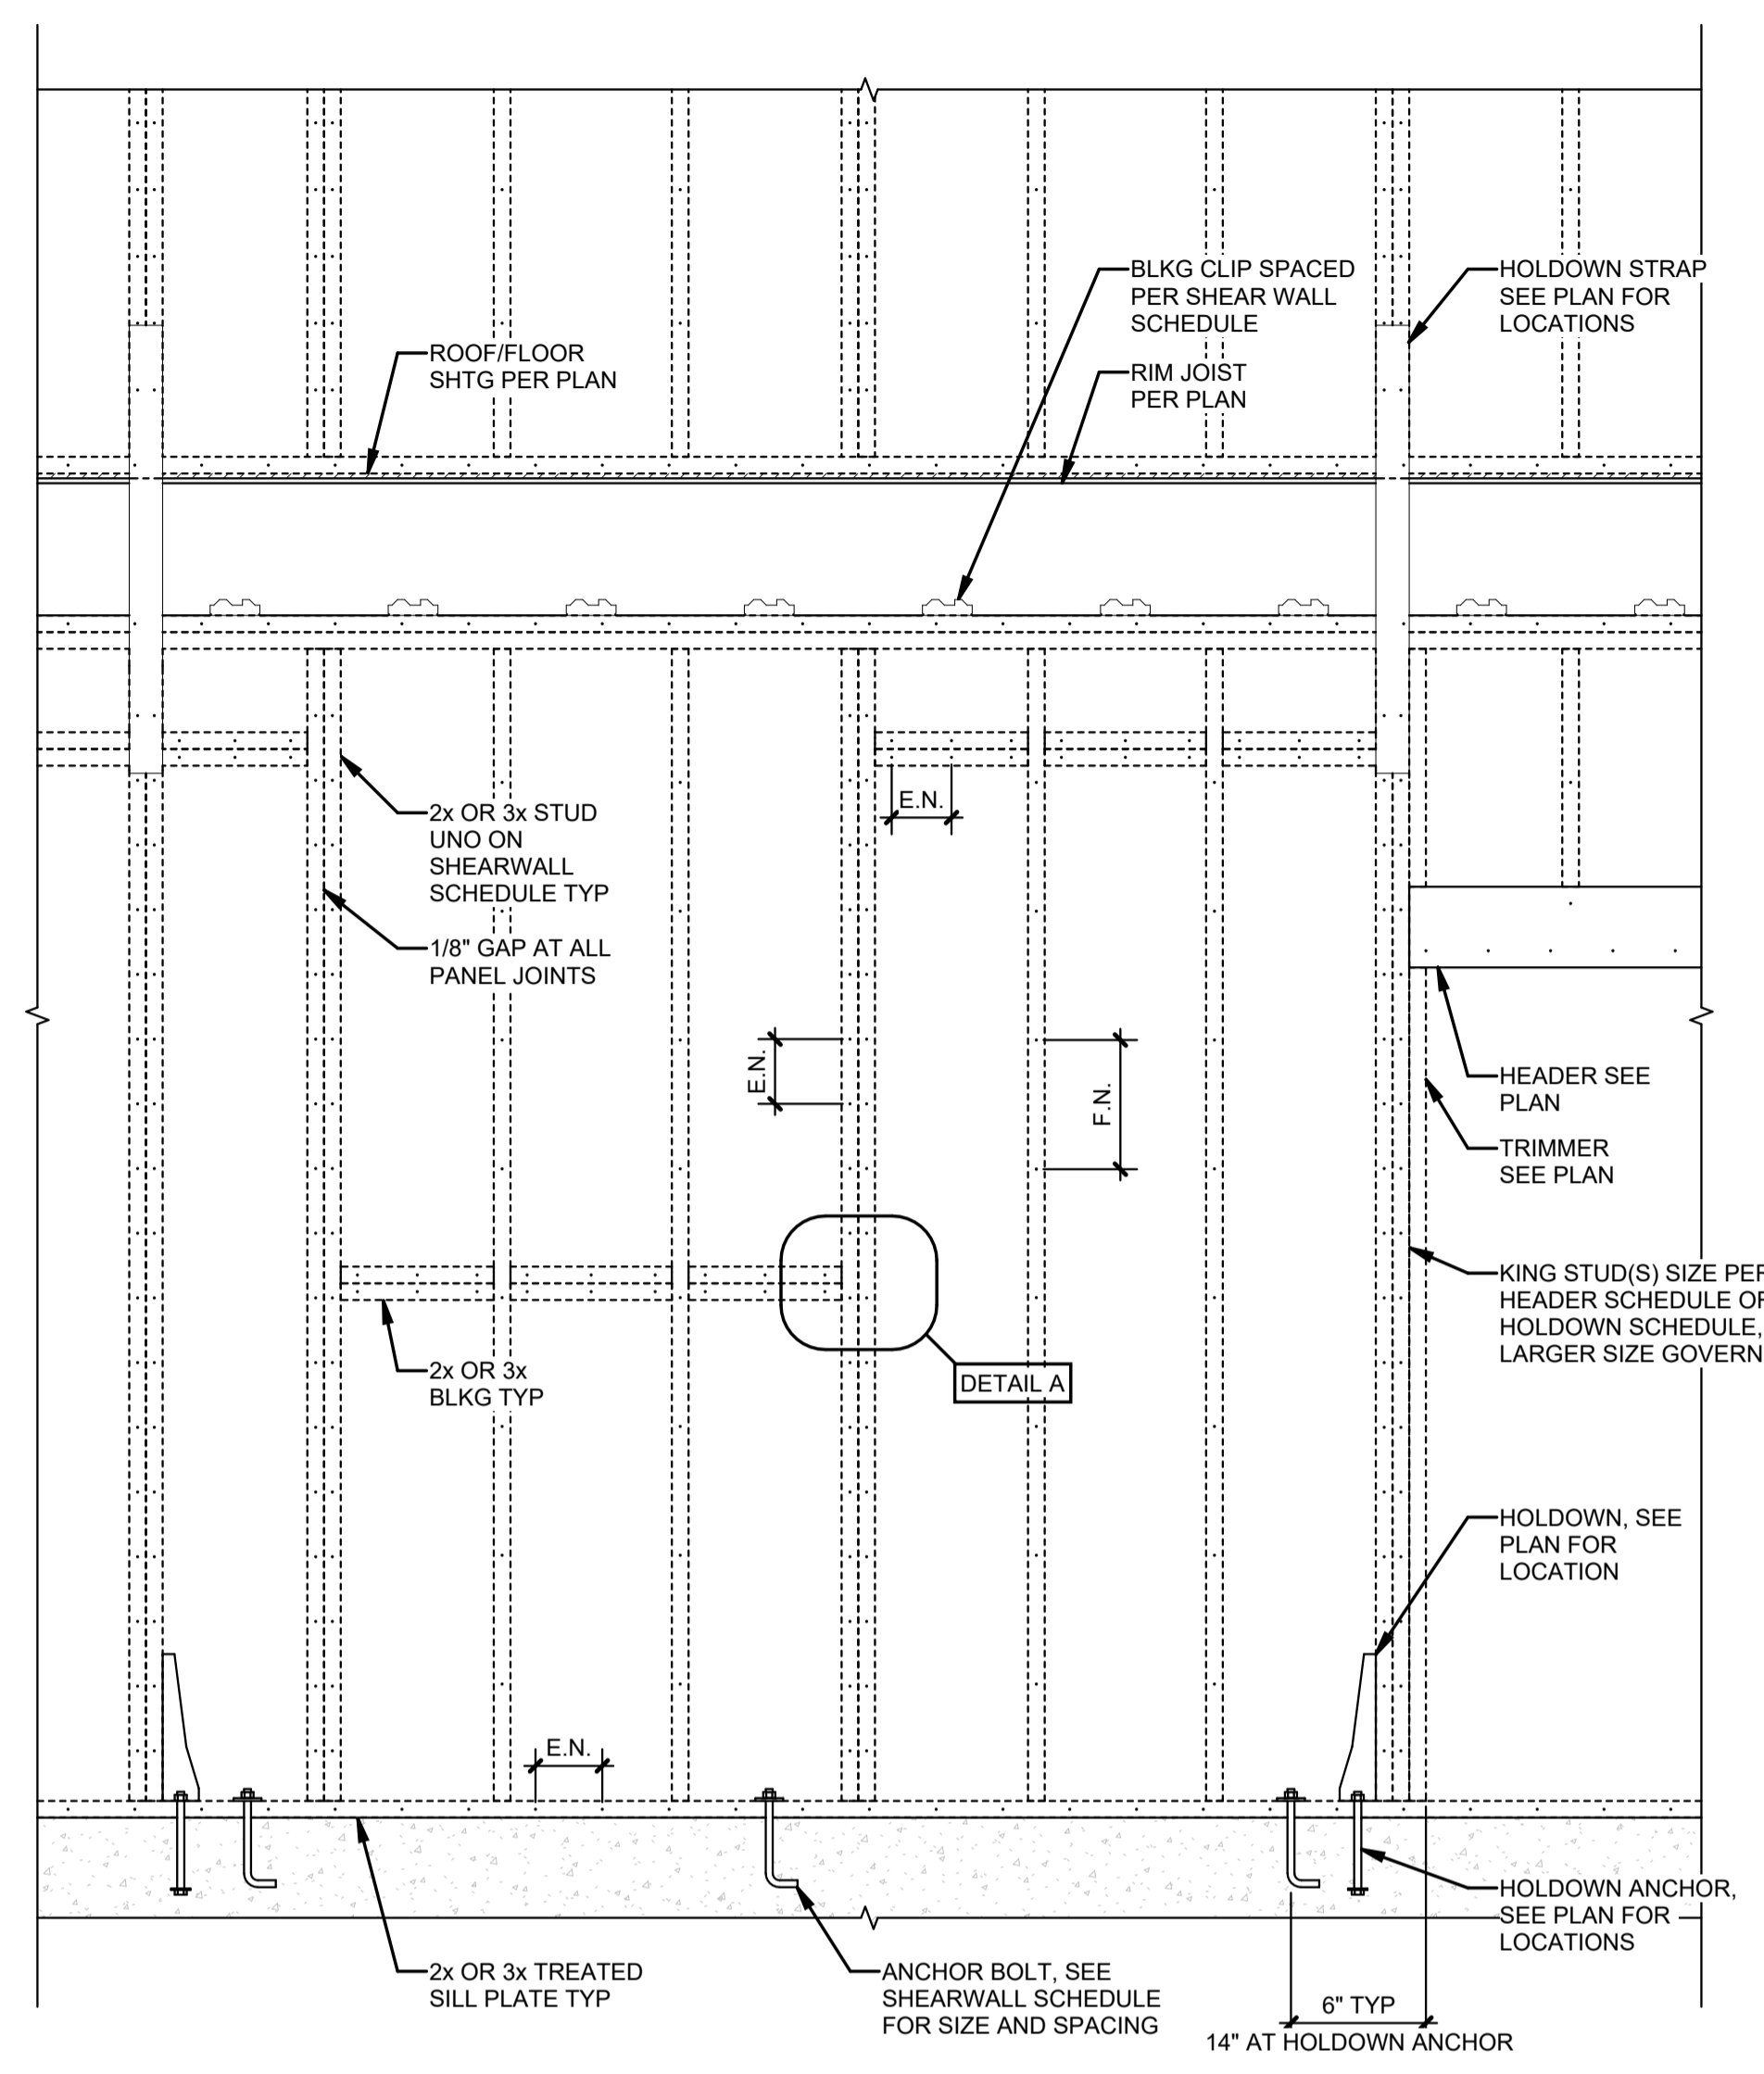 BLKG CLIP SPACED
PER SHEAR WALL
SCHEDULE
HOLDOWN STRAP
SEE PLAN FOR
LOCATIONS
ROOF/FLOOR
SHTG PER PLAN
RIM JOIST
PER PLAN
2x OR 3x STUD
UNO ON
SHEARWALL
SCHEDULE TYP
E.N.
1/8" GAP AT ALL
PANEL JOINTS
E.N.
F.N.
HEADER SEE
PLAN
TRIMMER
SEE PLAN
KING STUD(S) SIZE PER
HEADER SCHEDULE OR
HOLDOWN SCHEDULE,
LARGER SIZE GOVERN
2x OR 3x
BLKG TYP
DETAIL A
HOLDOWN, SEE
PLAN FOR
LOCATION
E.N.
HOLDOWN ANCHOR,
SEE PLAN FOR
LOCATIONS
2x OR 3x TREATED
SILL PLATE TYP
ANCHOR BOLT, SEE
SHEARWALL SCHEDULE
FOR SIZE AND SPACING
6" TYP
14" AT HOLDOWN ANCHOR